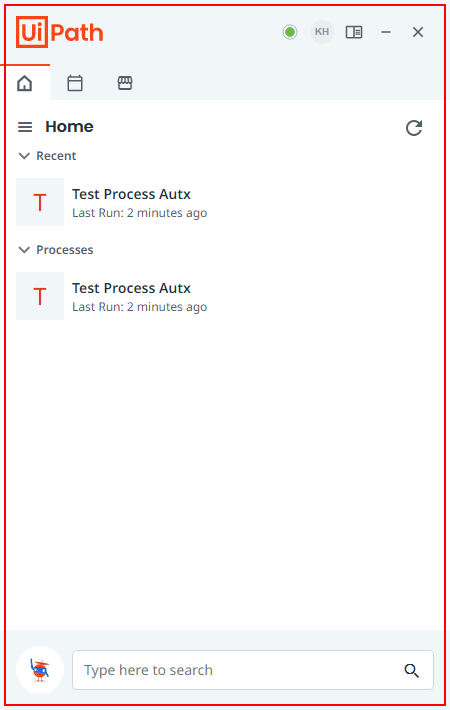 UiPath
KH
Home
Recent
T
Test Process Autx
Last Run: 2 minutes ago
Processes
T
Test Process Autx
Last Run: 2 minutes ago
Type here to search